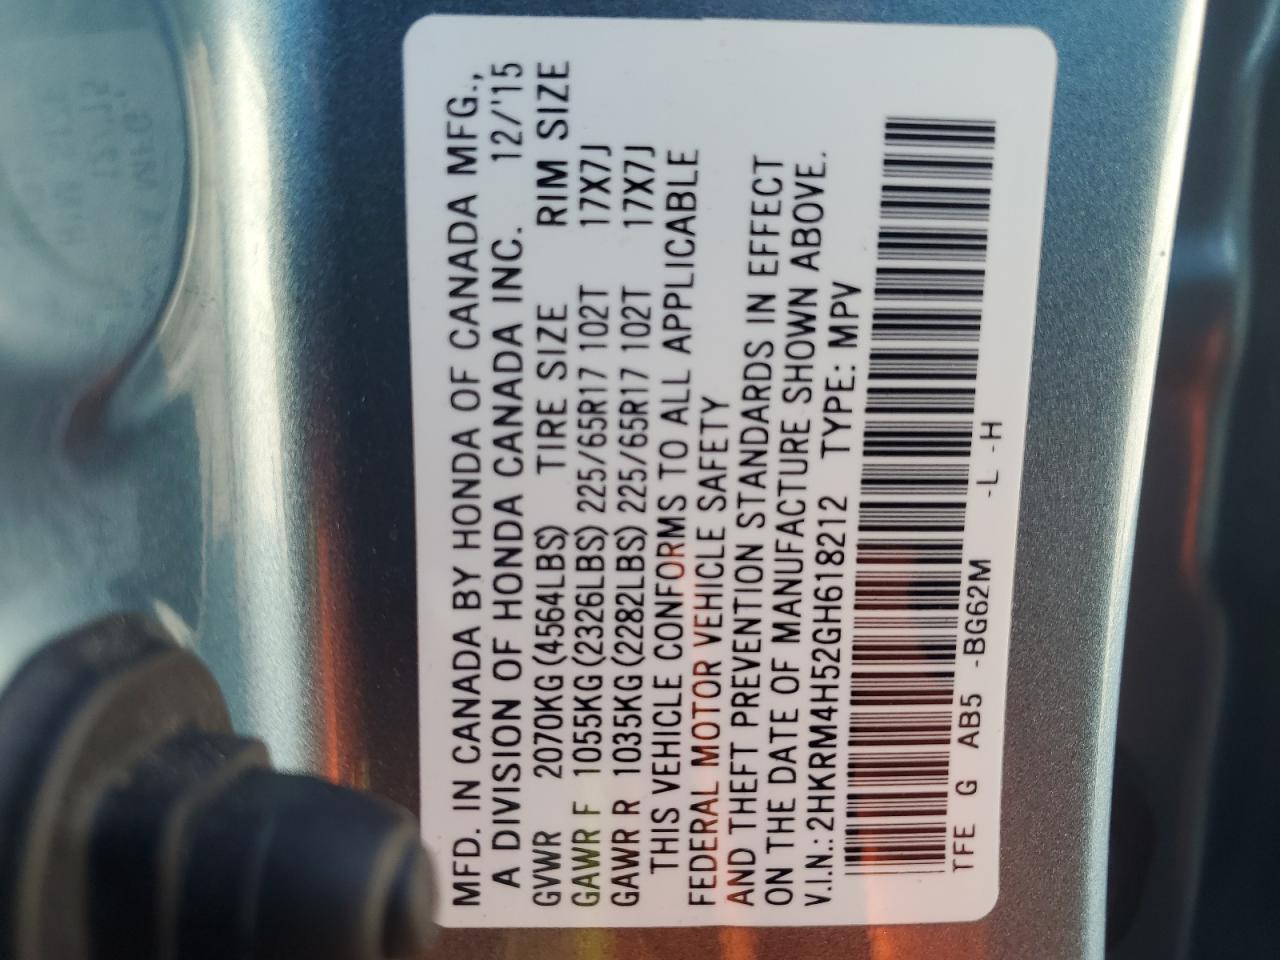 MFD. IN CANADA BY HONDA OF CANADA MFG.,
A DIVISION OF HONDA CANADA INC. 12/'15
GVWR 2070KG(4564LBS) TIRE SIZE RIM SIZE
GAWR F 1055KG(2326LBS) 225/65R17 102T 17X7J
GAWR R 1035KG(2282LBS) 225/65R17 102T 17X7J
THIS VEHICLE CONFORMS TO ALL APPLICABLE
FEDERAL MOTOR VEHICLE SAFETY
AND THEFT PREVENTION STANDARDS IN EFFECT
ON THE DATE OF MANUFACTURE SHOWN ABOVE.
V.I.N.: 2HKRM4H52GH618212 TYPE: MPV
TFE G AB5 -BG62M -L -H